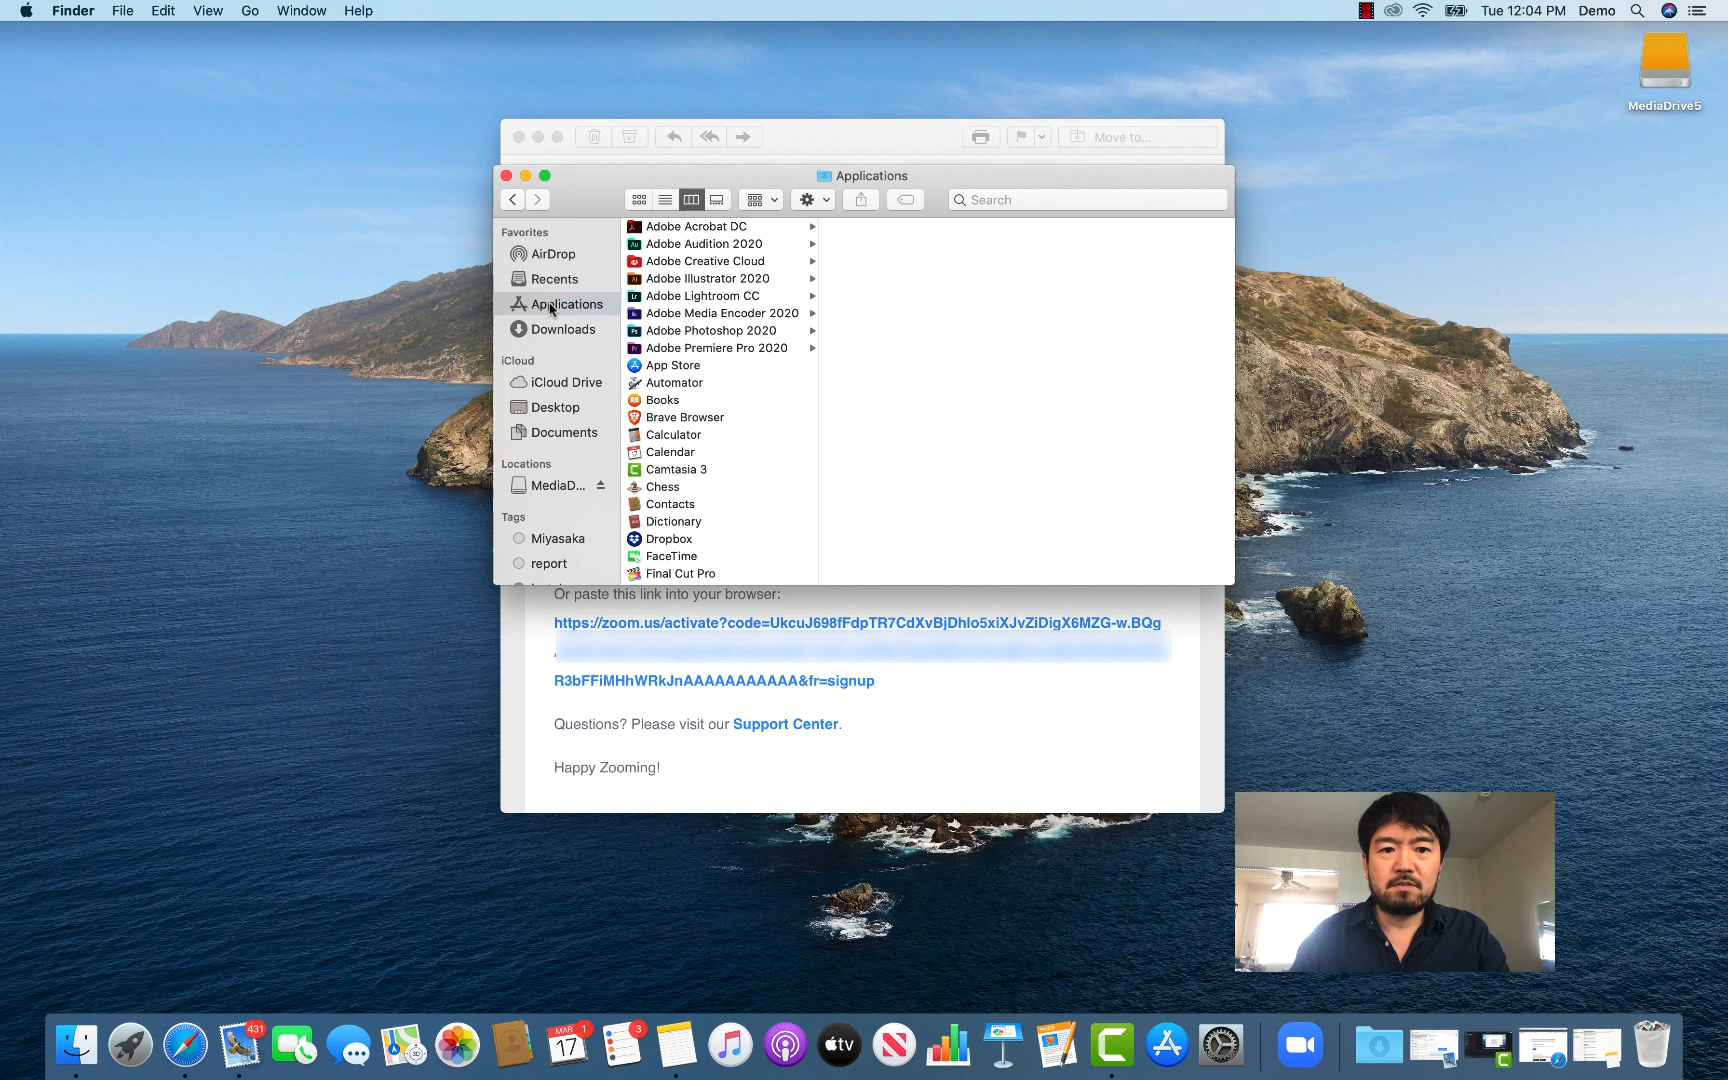 Finder File Edit View Go Window Help
Tue 12:04 PM Demo
MediaDrive5
Move to...
Applications
Search
Favorites
AirDrop
Recents
Applications
Downloads
iCloud
iCloud Drive
Desktop
Documents
Locations
MediaD...
Tags
Miyasaka
report
Adobe Acrobat DC
Adobe Audition 2020
Adobe Creative Cloud
Adobe Illustrator 2020
Adobe Lightroom CC
Adobe Media Encoder 2020
Adobe Photoshop 2020
Adobe Premiere Pro 2020
App Store
Automator
Books
Brave Browser
Calculator
Calendar
Camtasia 3
Chess
Contacts
Dictionary
Dropbox
FaceTime
Final Cut Pro
Or paste this link into your browser:
https://zoom.us/activate?code=UkcuJ698fFdpTR7CdXvBjDhlo5xiXJvZiDigX6MZG-w.BQg
R3bFFiMHhWRkJnAAAAAAAAAAA&fr=signup
Questions? Please visit our Support Center.
Happy Zooming!
431
MAR 1
17
3
3D
tv
PAGES